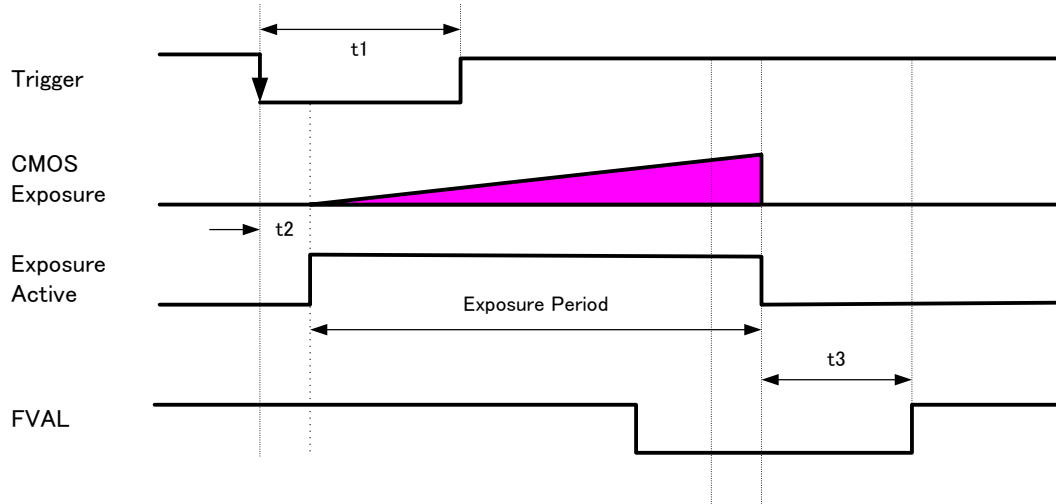 t1
Trigger
CMOS
Exposure
t2
Exposure
Active
Exposure Period
t3
FVAL